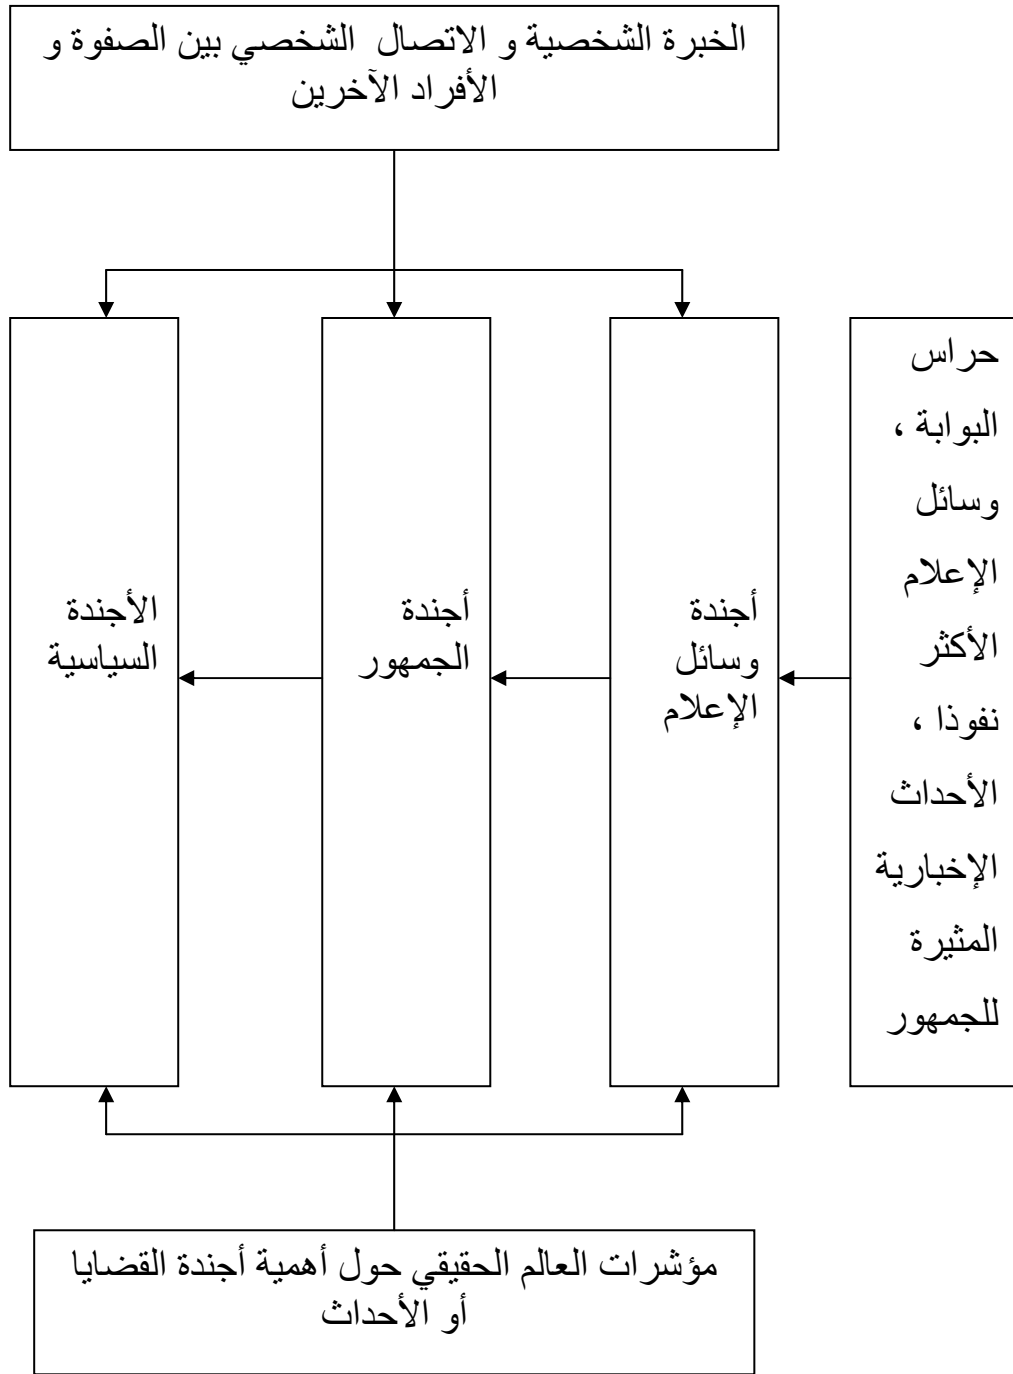 الخبرة الشخصية و الاتصال الشخصي بين الصفوة و
الأفراد الآخرين
حراس
البوابة ،
وسائل
الإعلام
الأكثر
نفوذا ،
الأحداث
الإخبارية
المثيرة
للجمهور
أجندة
وسائل
الإعلام
أجندة
الجمهور
الأجندة
السياسية
مؤشرات العالم الحقيقي حول أهمية أجندة القضايا
أو الأحداث